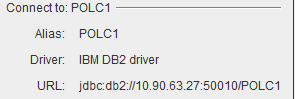 Connect to: POLC1
Alias: POLC1
Driver: IBM DB2 driver
URL: jdbc:db2://10.90.63.27:50010/POLC1